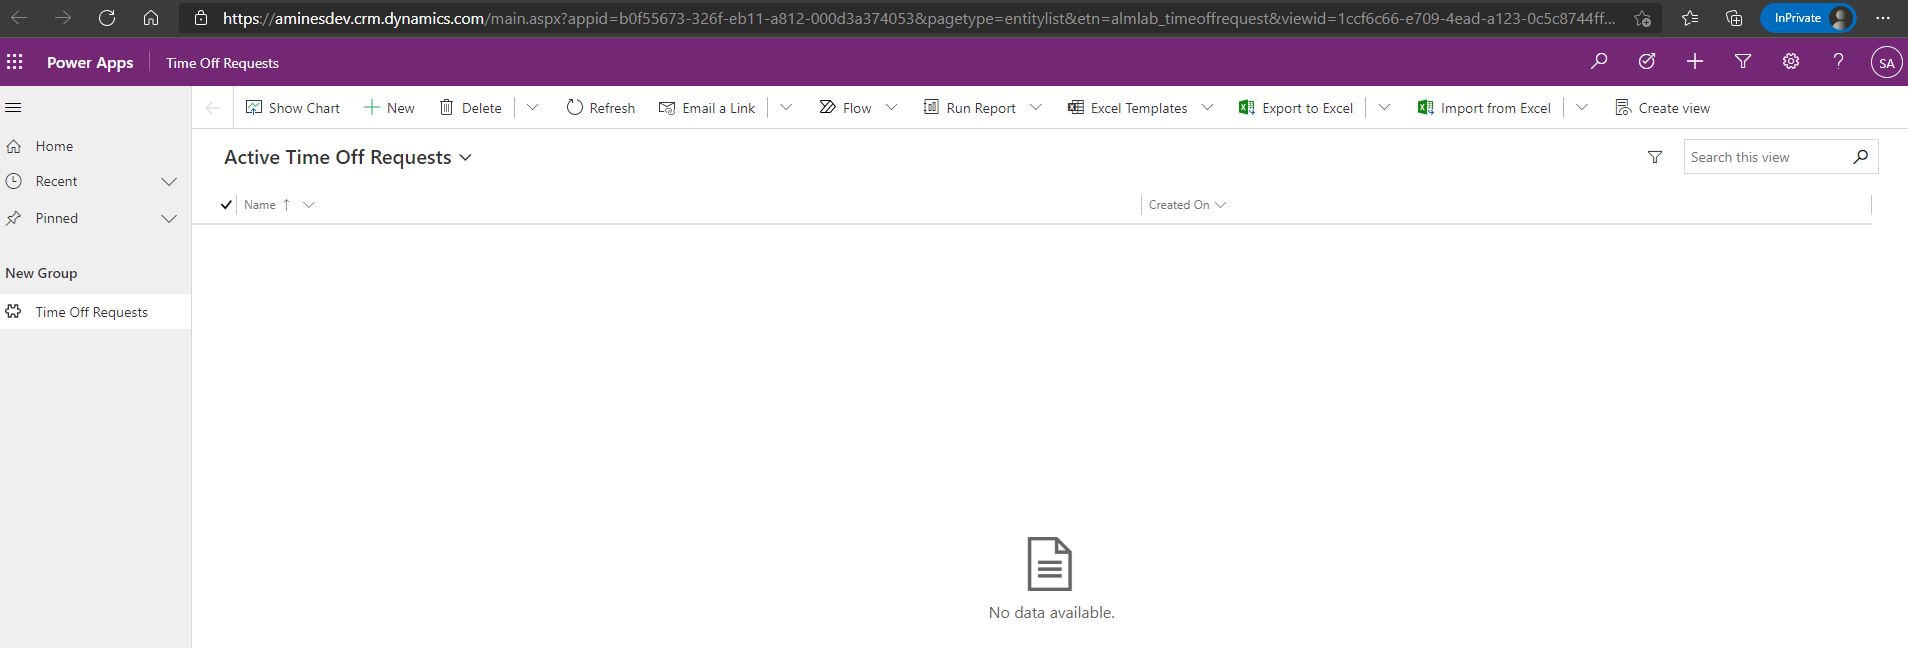 https://aminesdev.crm.dynamics.com/main.aspx?appid=b0f55673-326f-eb11-a812-000d3a374053&pagetype=entitylist&etn=almlab_timeoffrequest&viewid=1ccf6c66-e709-4ead-a123-0c5c8744ff... InPrivate
Power Apps Time Off Requests SA
Show Chart New Delete Refresh Email a Link Flow Run Report Excel Templates Export to Excel Import from Excel Create view
Home
Recent
Pinned
New Group
Time Off Requests
Active Time Off Requests Search this view
Name Created On
No data available.